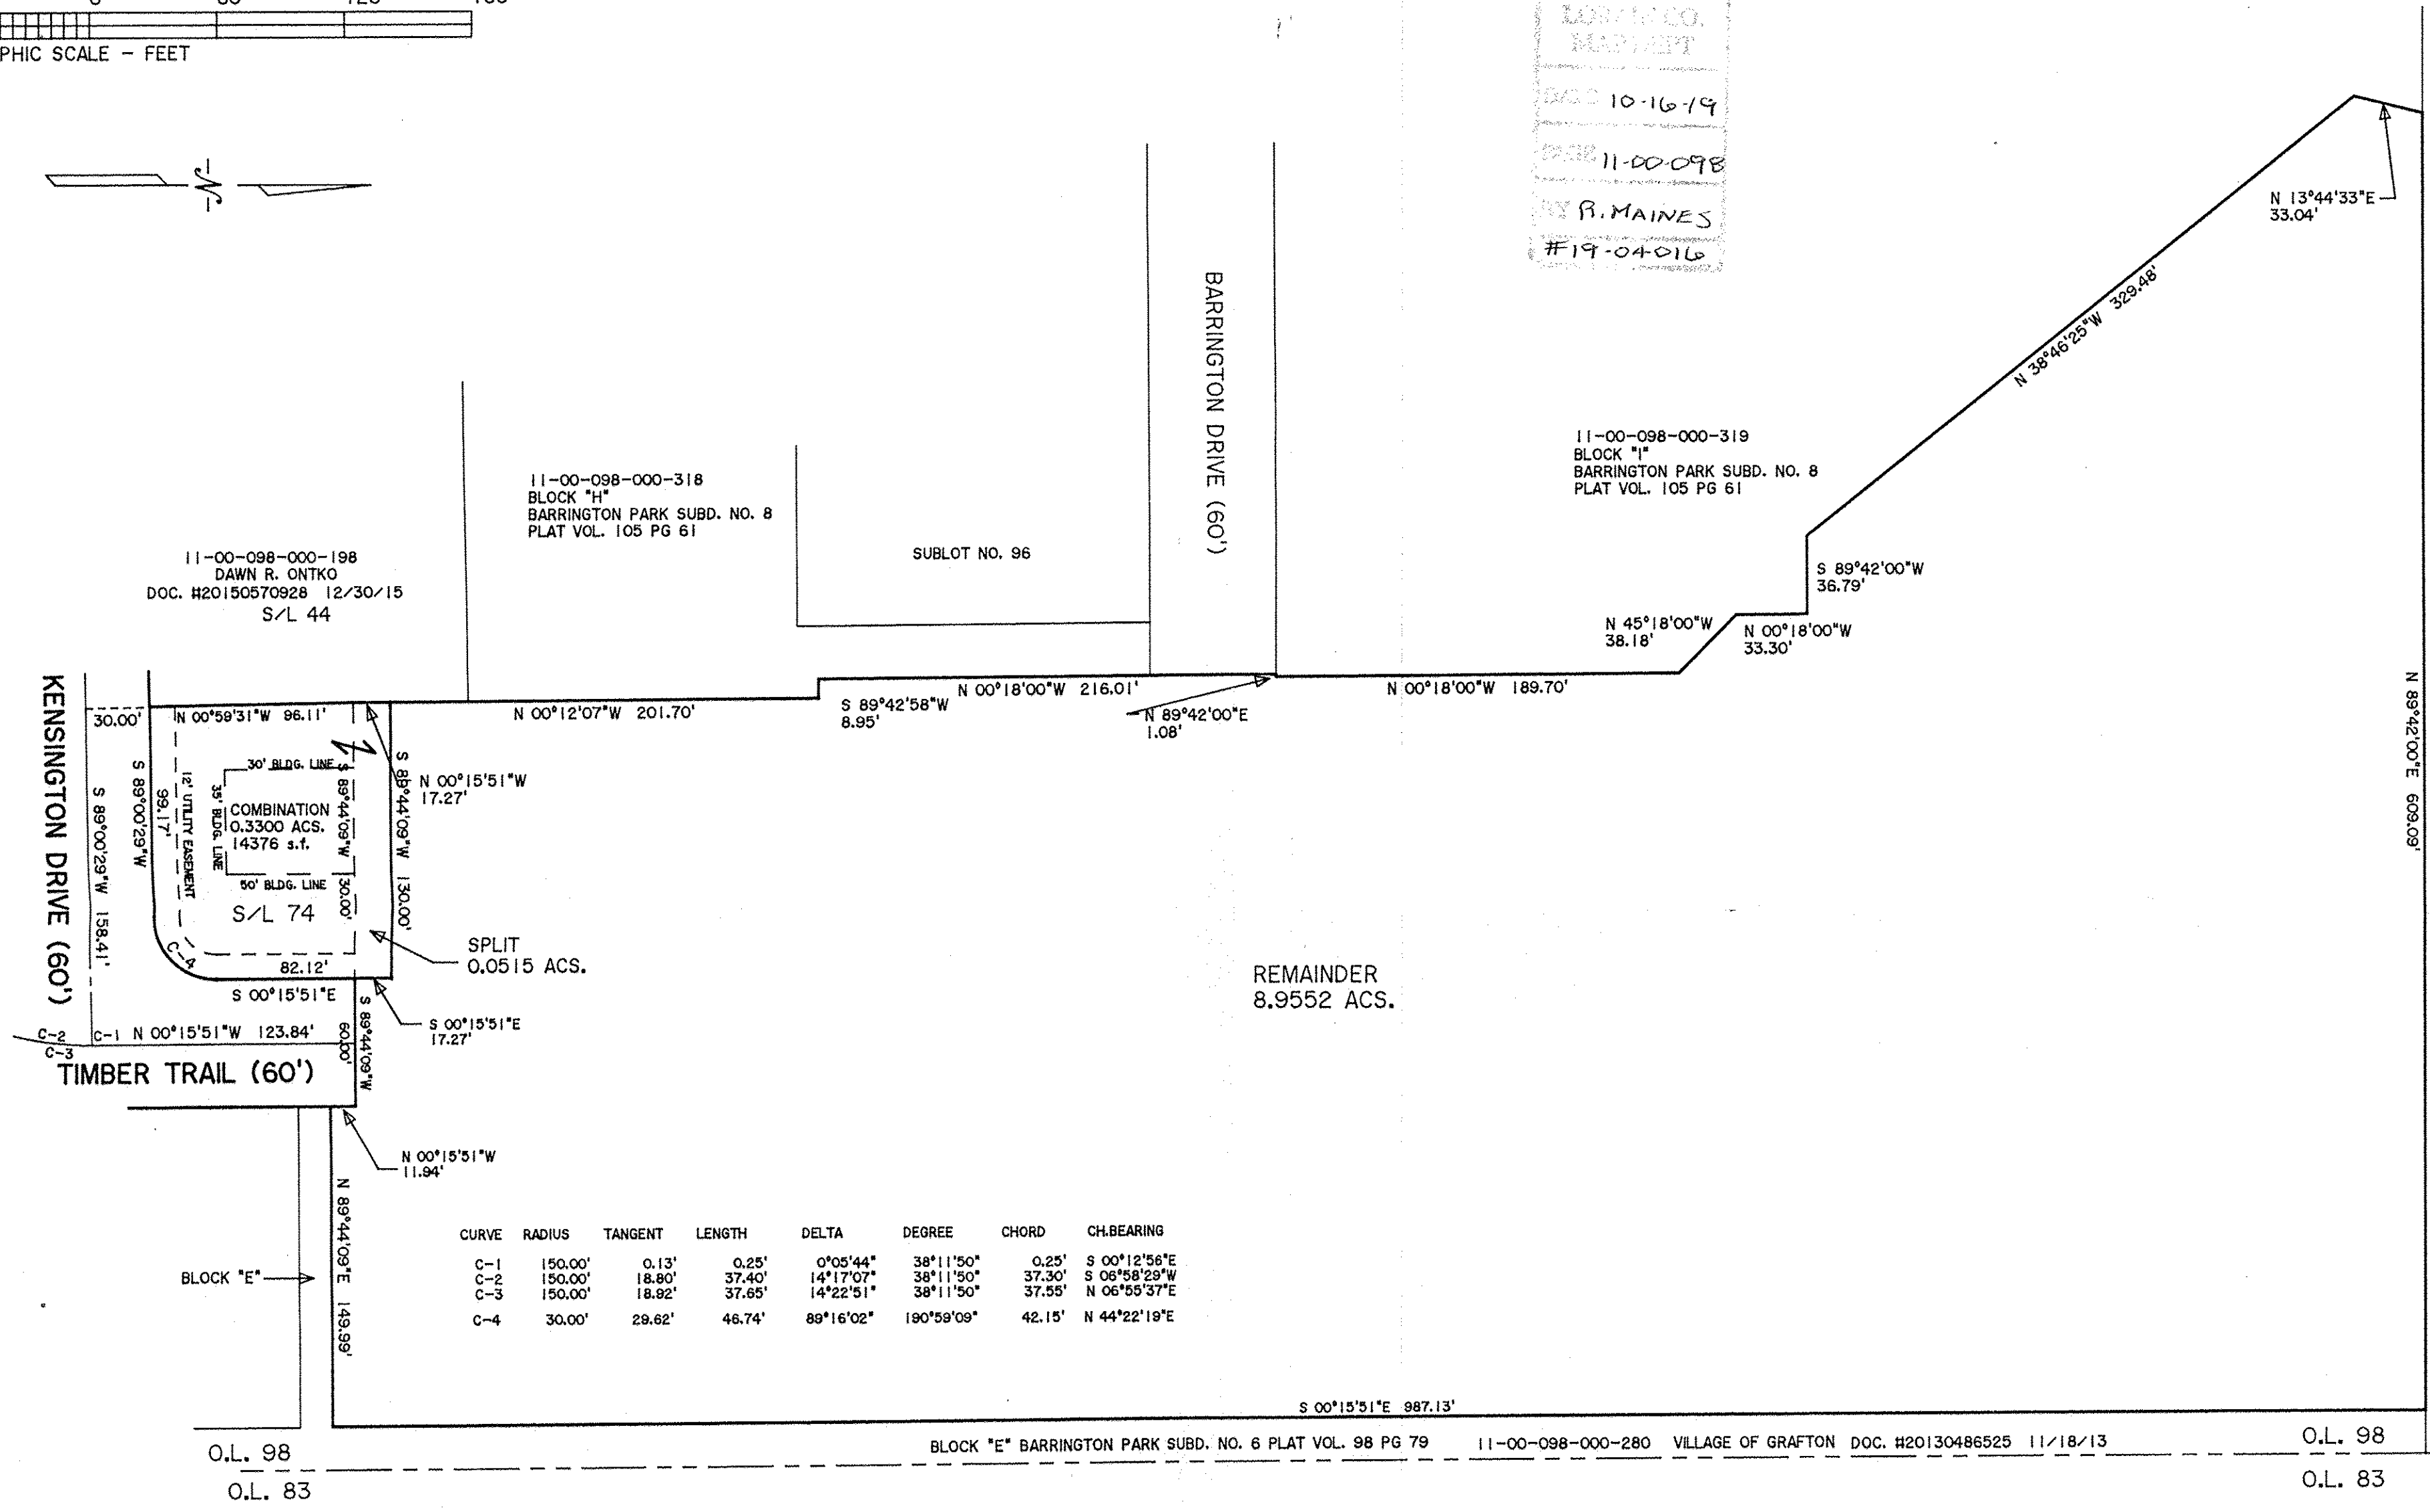 PHIC SCALE - FEET
10-16-19
11-00-098
R. MAINES
#19-04-016
N 13°44'33"E
33.04'
N 38°46'25"W 329.48'
BARRINGTON DRIVE (60')
11-00-098-000-319
BLOCK "I"
BARRINGTON PARK SUBD. NO. 8
PLAT VOL. 105 PG 61
11-00-098-000-318
BLOCK "H"
BARRINGTON PARK SUBD. NO. 8
PLAT VOL. 105 PG 61
SUBLOT NO. 96
11-00-098-000-198
DAWN R. ONTKO
DOC. #20150570928 12/30/15
S/L 44
S 89°42'00"W
36.79'
N 45°18'00"W
38.18'
N 00°18'00"W
33.30'
N 00°18'00"W 216.01'
N 00°18'00"W 189.70'
S 89°42'58"W
8.95'
N 89°42'00"E
1.08'
N 00°12'07"W 201.70'
30.00'
N 00°59'31"W 96.11'
KENSINGTON DRIVE (60')
S 89°00'29"W 158.41'
S 89°00'29"W
99.17'
12' UTILITY EASEMENT
35' BLDG. LINE
30' BLDG. LINE
COMBINATION
0.3300 ACS.
14376 s.f.
50' BLDG. LINE
S/L 74
S 89°44'09"W 130.00'
S 89°44'09"W 130.00'
N 00°15'51"W
17.27'
N 89°42'00"E 609.09'
C-4
82.12'
S 00°15'51"E
SPLIT
0.0515 ACS.
REMAINDER
8.9552 ACS.
S 00°15'51"E
17.27'
C-2
C-1 N 00°15'51"W 123.84'
C-3
S 89°44'09"W
60.00'
TIMBER TRAIL (60')
N 00°15'51"W
11.94'
N 89°44'09"E 149.99'
BLOCK "E"
CURVE RADIUS TANGENT LENGTH DELTA DEGREE CHORD CH.BEARING
C-1 150.00' 0.13' 0.25' 0°05'44" 38°11'50" 0.25' S 00°12'56"E
C-2 150.00' 18.80' 37.40' 14°17'07" 38°11'50" 37.30' S 06°58'29"W
C-3 150.00' 18.92' 37.65' 14°22'51" 38°11'50" 37.55' N 06°55'37"E
C-4 30.00' 29.62' 46.74' 89°16'02" 190°59'09" 42.15' N 44°22'19"E
S 00°15'51"E 987.13'
BLOCK "E" BARRINGTON PARK SUBD. NO. 6 PLAT VOL. 98 PG 79 11-00-098-000-280 VILLAGE OF GRAFTON DOC. #20130486525 11/18/13
O.L. 98
O.L. 83
O.L. 98
O.L. 83